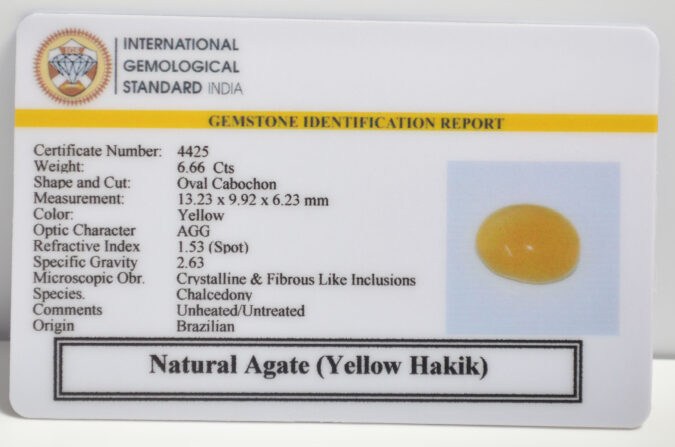 INTERNATIONAL
GEMOLOGICAL
STANDARD INDIA
GEMSTONE IDENTIFICATION REPORT
Certificate Number: 4425
Weight: 6.66 Cts
Shape and Cut: Oval Cabochon
Measurement: 13.23 x 9.92 x 6.23 mm
Color: Yellow
Optic Character AGG
Refractive Index 1.53 (Spot)
Specific Gravity 2.63
Microscopic Obr. Crystalline & Fibrous Like Inclusions
Species. Chalcedony
Comments Unheated/Untreated
Origin Brazilian
Natural Agate (Yellow Hakik)